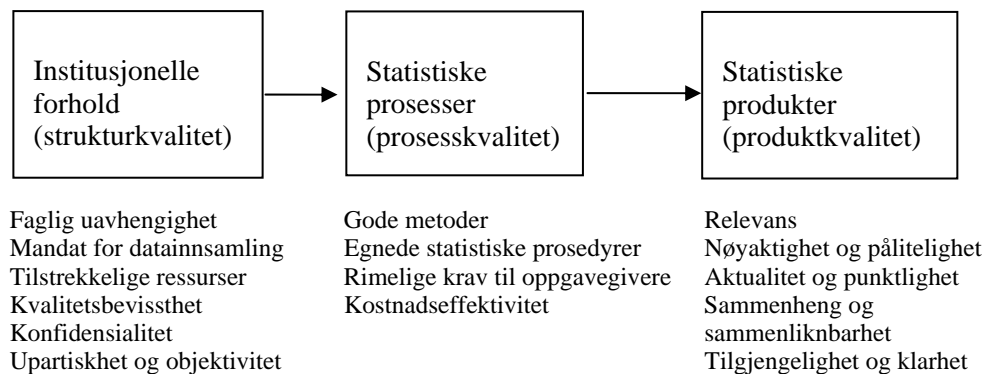 Institusjonelle
forhold
(strukturkvalitet)
Statistiske
prosesser
(prosesskvalitet)
Statistiske
produkter
(produktkvalitet)
Faglig uavhengighet
Mandat for datainnsamling
Tilstrekkelige ressurser
Kvalitetsbevissthet
Konfidensialitet
Upartiskhet og objektivitet
Gode metoder
Egnede statistiske prosedyrer
Rimelige krav til oppgavegivere
Kostnadseffektivitet
Relevans
Nøyaktighet og pålitelighet
Aktualitet og punktlighet
Sammenheng og
sammenliknbarhet
Tilgjengelighet og klarhet